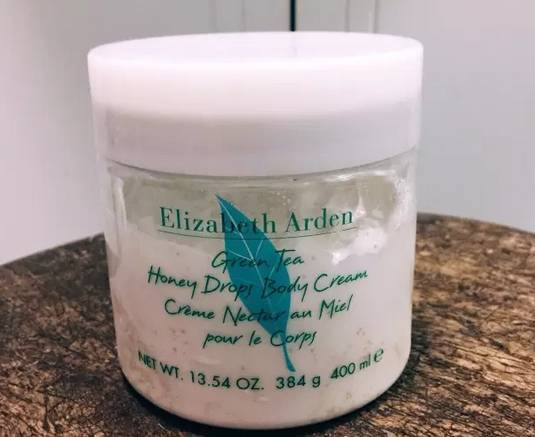 Elizabeth Arden
Green Tea
Honey Drops Body Cream
Crème Nectar au Miel
pour le Corps
NET WT. 13.54 OZ. 384 g 400 ml ℮